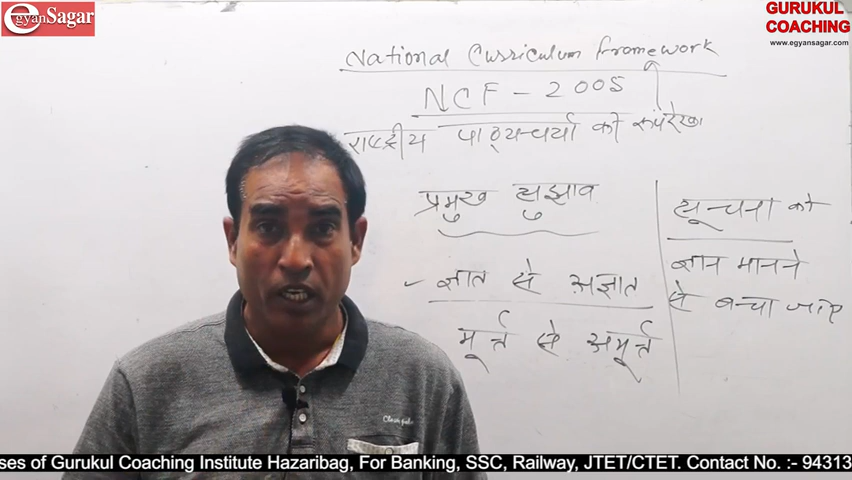 egyanSagar
GURUKUL
COACHING
www.egyansagar.com
National Curriculum Framework
NCF - 2005
राष्ट्रीय पाठ्यचर्या की रूपरेखा
प्रमुख सुझाव
- ज्ञात से अज्ञात
मूर्त्त से अमूर्त्त
सूचना को
ज्ञान मानने
से बचा जाए
ses of Gurukul Coaching Institute Hazaribag, For Banking, SSC, Railway, JTET/CTET. Contact No. :- 94313